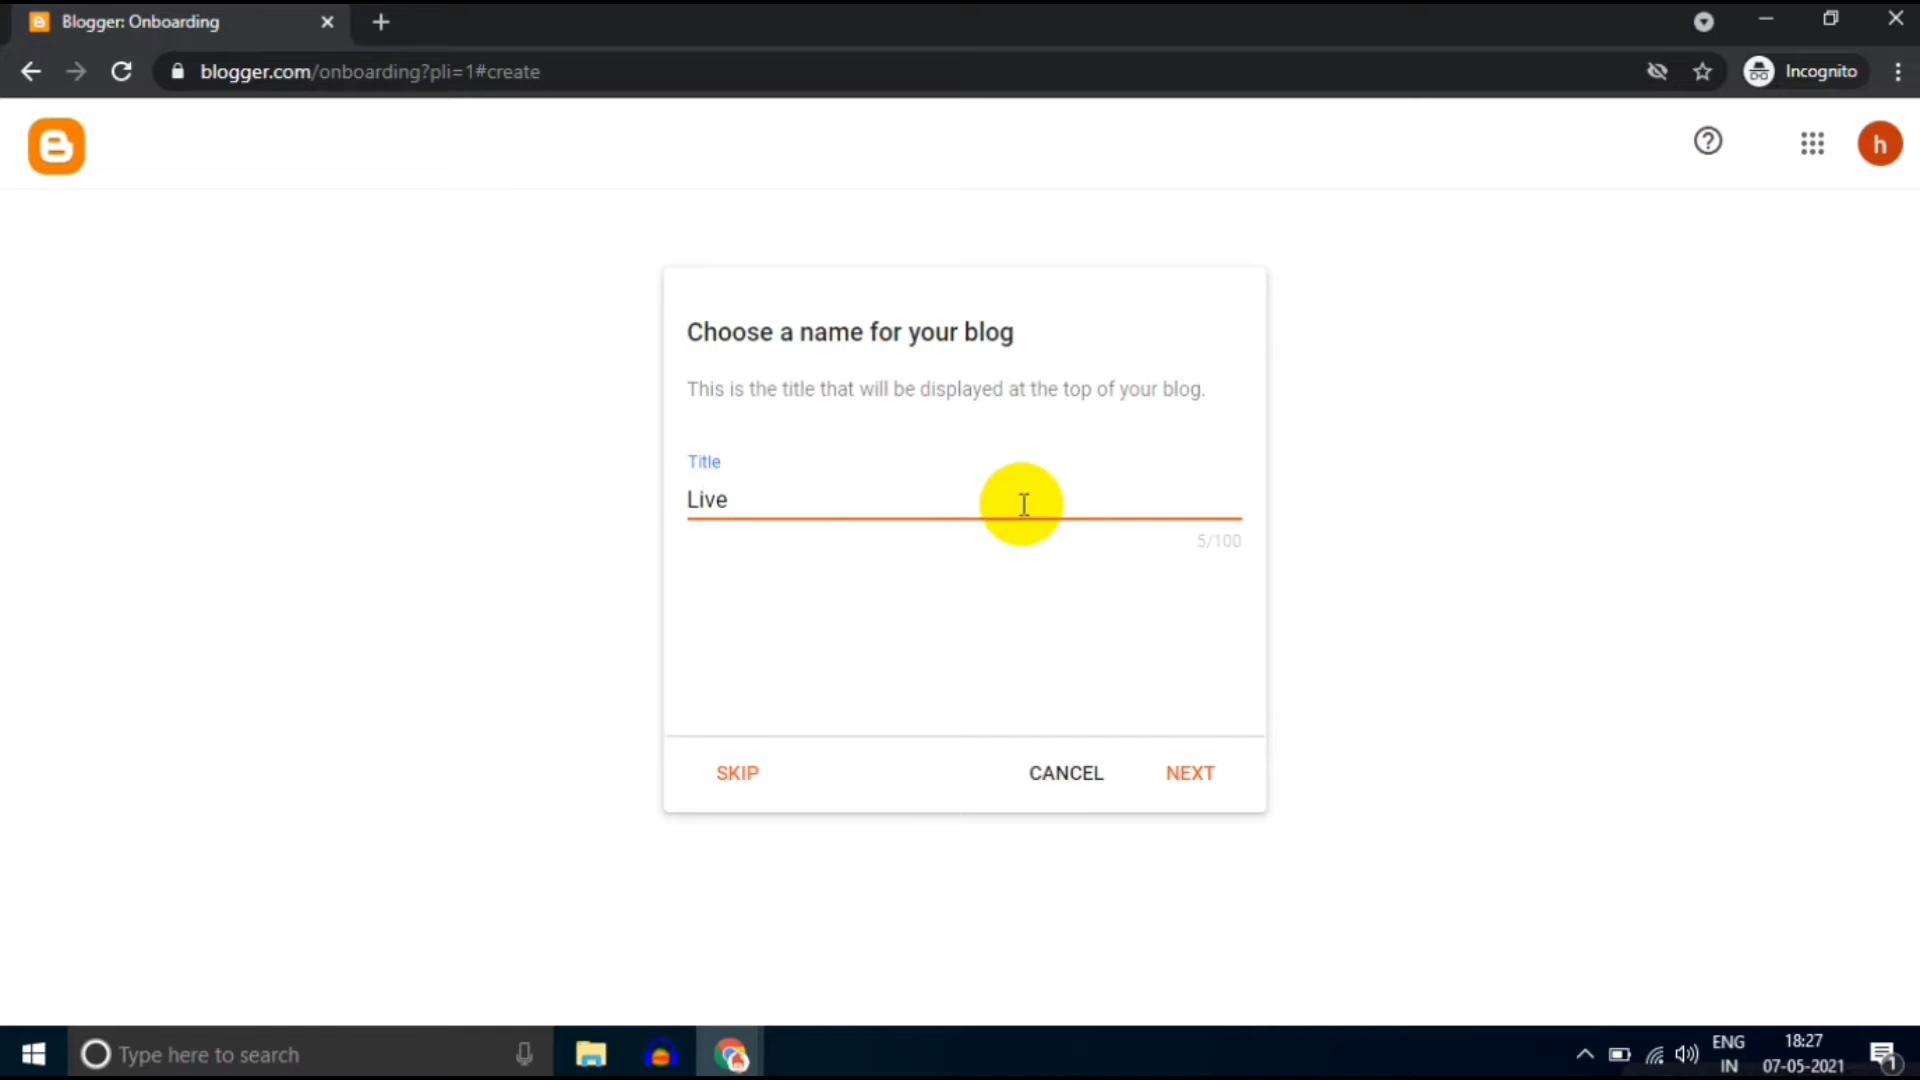 Blogger: Onboarding
blogger.com/onboarding?pli=1#create
Incognito
h
Choose a name for your blog
This is the title that will be displayed at the top of your blog.
Title
Live
5/100
SKIP
CANCEL
NEXT
Type here to search
ENG
IN
18:27
07-05-2021
1